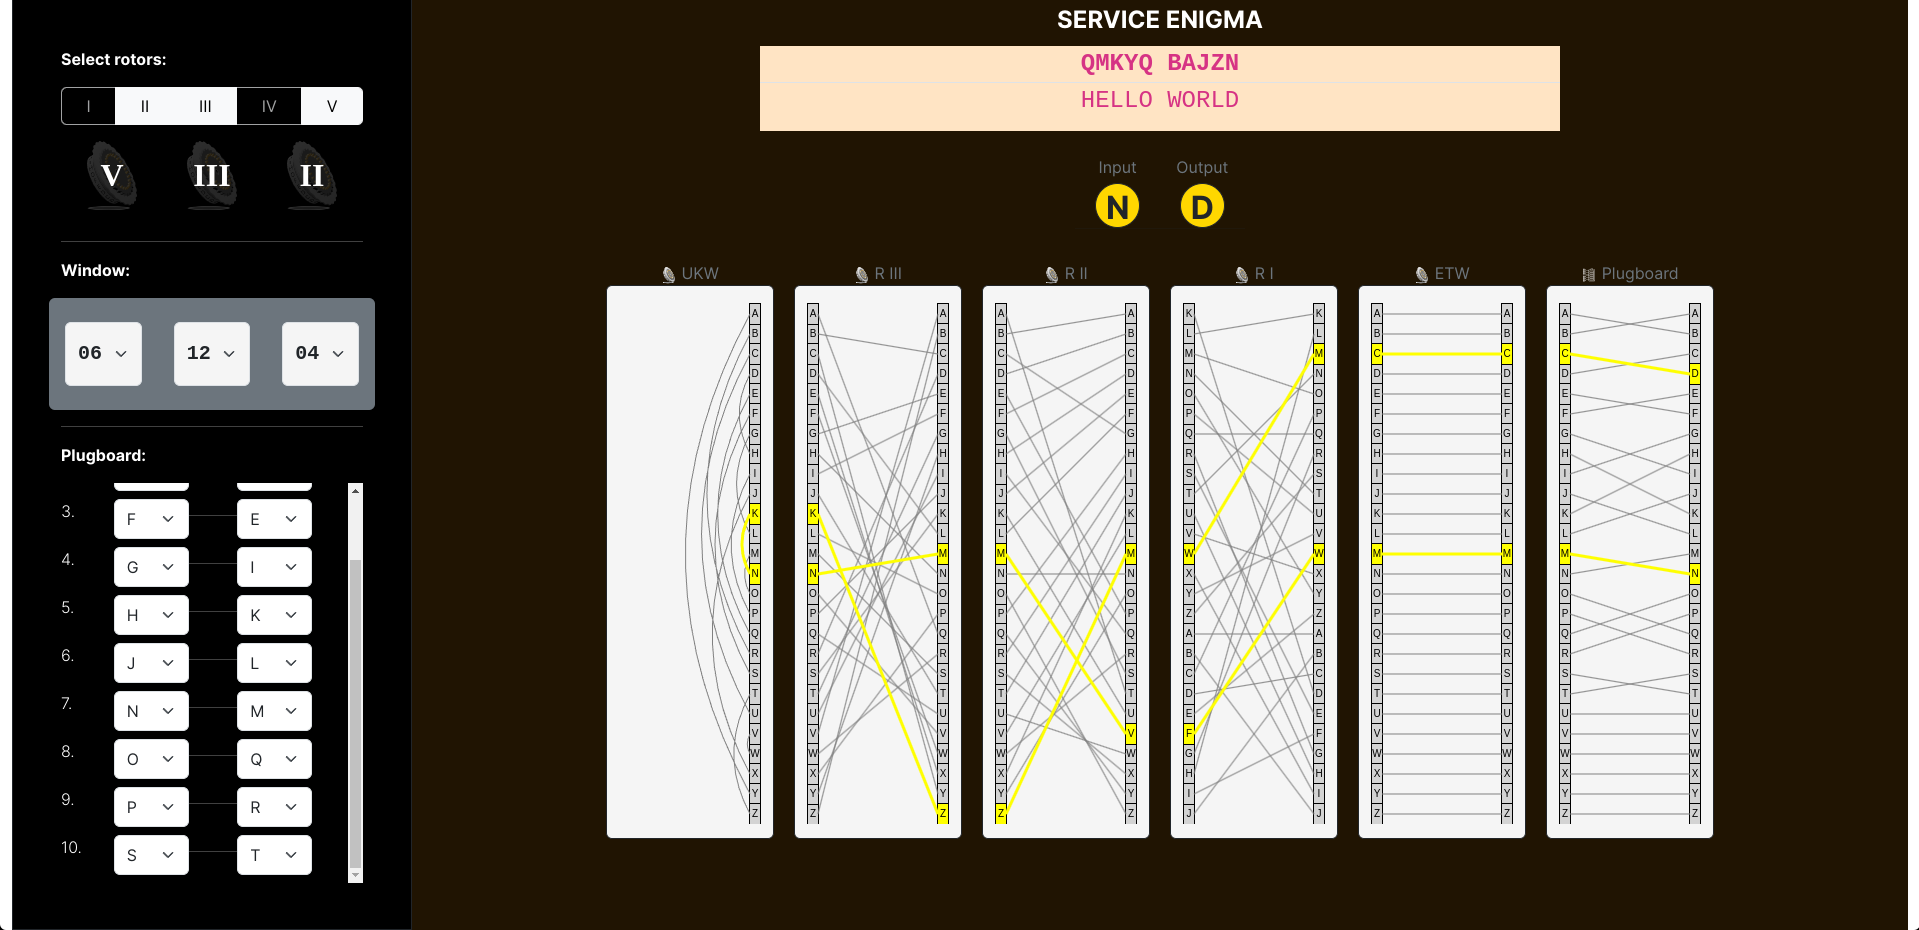 SERVICE ENIGMA
QMKYQ BAJZN
HELLO WORLD
Select rotors:
I II III IV V
V III II
Window:
06 12 04
Plugboard:
3. F E
4. G I
5. H K
6. J L
7. N M
8. O Q
9. P R
10. S T
Input Output
N D
UKW R III R II R I ETW Plugboard
A A A A A K K A A A A
B B B B B L L B B B B
C C C C C M M C C C C
D D D D D N N D D D D
E E E E E O O E E E E
F F F F F P P F F F F
G G G G G Q Q G G G G
H H H H H R R H H H H
I I I I I S S I I I I
J J J J J T T J J J J
K K K K K U U K K K K
L L L L L V V L L L L
M M M M M W W M M M M
N N N N N X X N N N N
O O O O O Y Y O O O O
P P P P P Z Z P P P P
Q Q Q Q Q A A Q Q Q Q
R R R R R B B R R R R
S S S S S C C S S S S
T T T T T D D T T T T
U U U U U E E U U U U
V V V V V F F V V V V
W W W W W G G W W W W
X X X X X H H X X X X
Y Y Y Y Y I I Y Y Y Y
Z Z Z Z Z J J Z Z Z Z